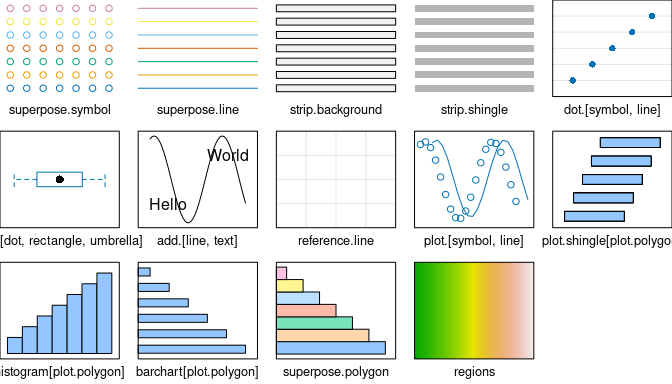 superpose.symbol
superpose.line
strip.background
strip.shingle
dot.[symbol, line]
World
Hello
[dot, rectangle, umbrella]
add.[line, text]
reference.line
plot.[symbol, line]
plot.shingle[plot.polygo
istogram[plot.polygon]
barchart[plot.polygon]
superpose.polygon
regions